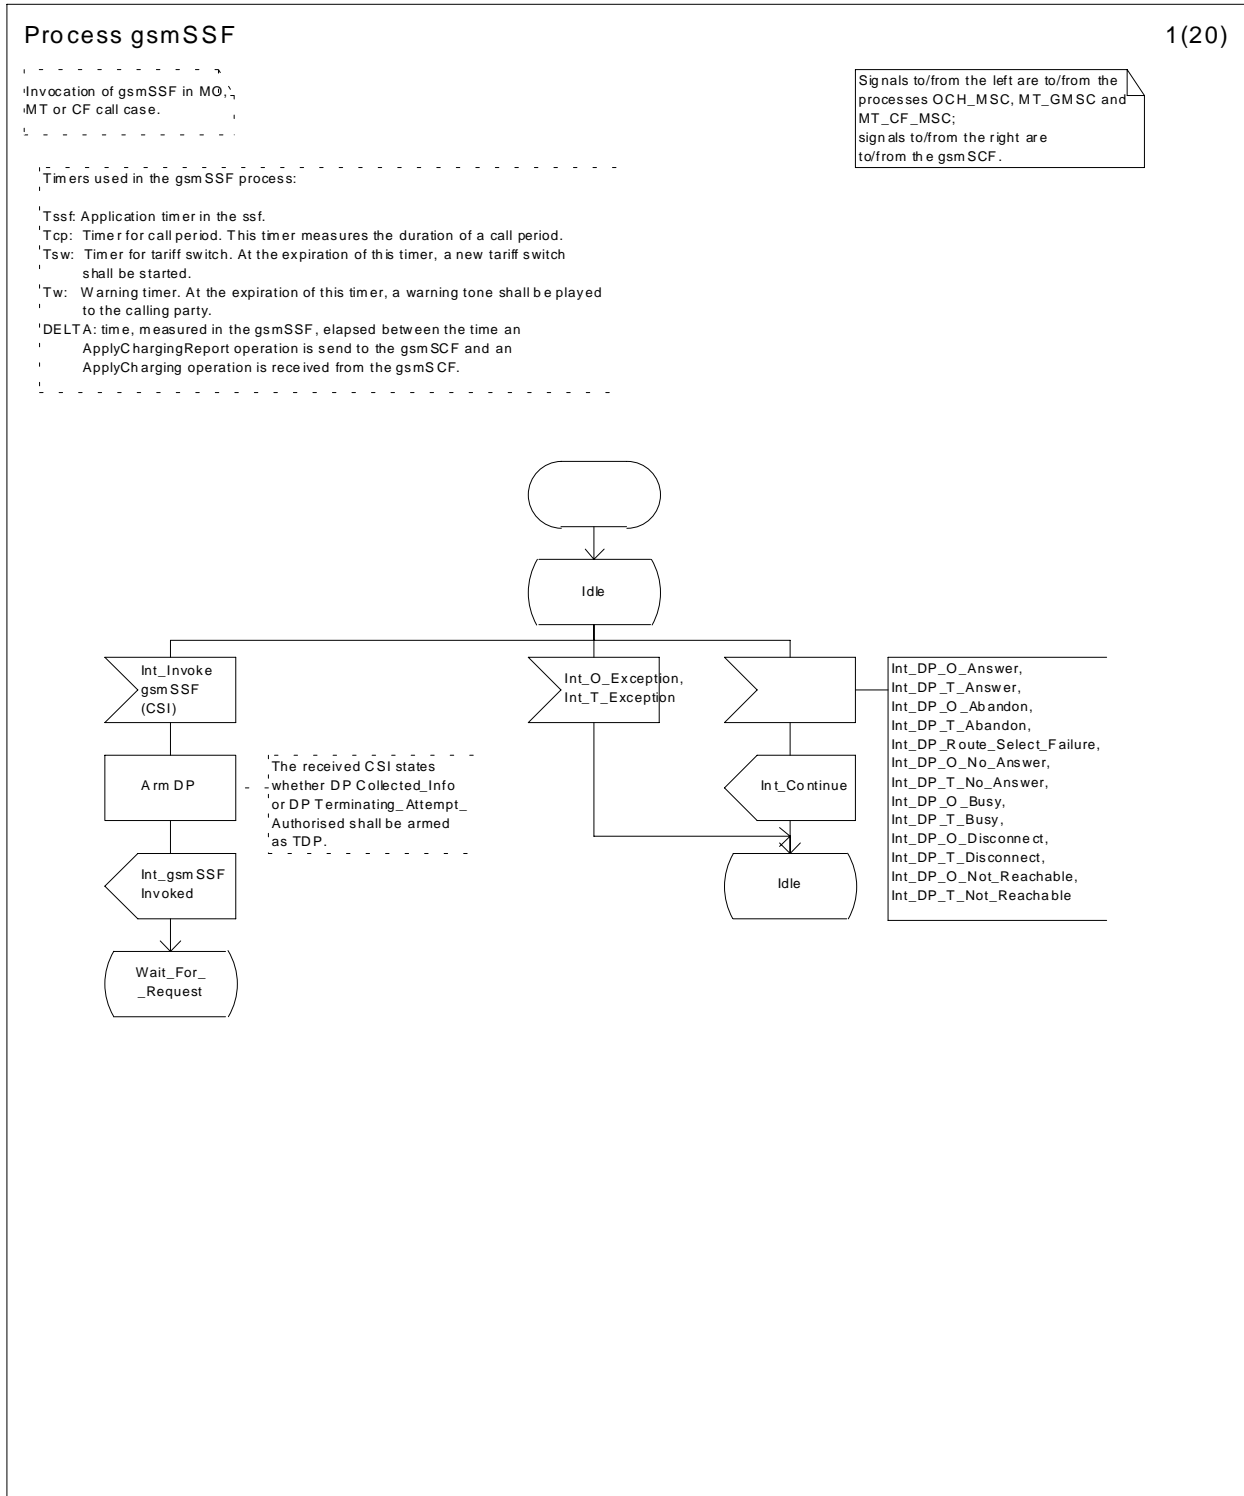 Process gsmSSF
1(20)
Invocation of gsmSSF in MO,
MT or CF call case.
Signals to/from the left are to/from the
processes OCH_MSC, MT_GMSC and
MT_CF_MSC;
signals to/from the right are
to/from the gsmSCF.
Timers used in the gsmSSF process:
Tssf: Application timer in the ssf.
Tcp: Timer for call period. This timer measures the duration of a call period.
Tsw: Timer for tariff switch. At the expiration of this timer, a new tariff switch
shall be started.
Tw: Warning timer. At the expiration of this timer, a warning tone shall be played
to the calling party.
DELTA: time, measured in the gsmSSF, elapsed between the time an
ApplyChargingReport operation is send to the gsmSCF and an
ApplyCharging operation is received from the gsmSCF.
Idle
Int_Invoke
gsmSSF
(CSI)
Int_O_Exception,
Int_T_Exception
Int_DP_O_Answer,
Int_DP_T_Answer,
Int_DP_O_Abandon,
Int_DP_T_Abandon,
Int_DP_Route_Select_Failure,
Int_DP_O_No_Answer,
Int_DP_T_No_Answer,
Int_DP_O_Busy,
Int_DP_T_Busy,
Int_DP_O_Disconnect,
Int_DP_T_Disconnect,
Int_DP_O_Not_Reachable,
Int_DP_T_Not_Reachable
Arm DP
The received CSI states
whether DP Collected_Info
or DP Terminating_Attempt_
Authorised shall be armed
as TDP.
Int_Continue
Int_gsmSSF
Invoked
Idle
Wait_For_
_Request